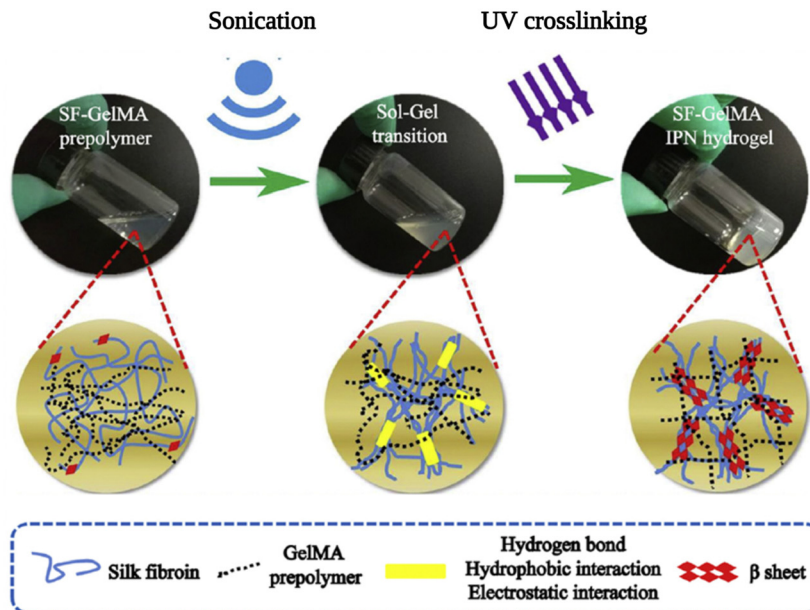 Sonication
UV crosslinking
SF-GelMA
prepolymer
Sol-Gel
transition
SF-GelMA
IPN hydrogel
Silk fibroin
GelMA
prepolymer
Hydrogen bond
Hydrophobic interaction
Electrostatic interaction
β sheet